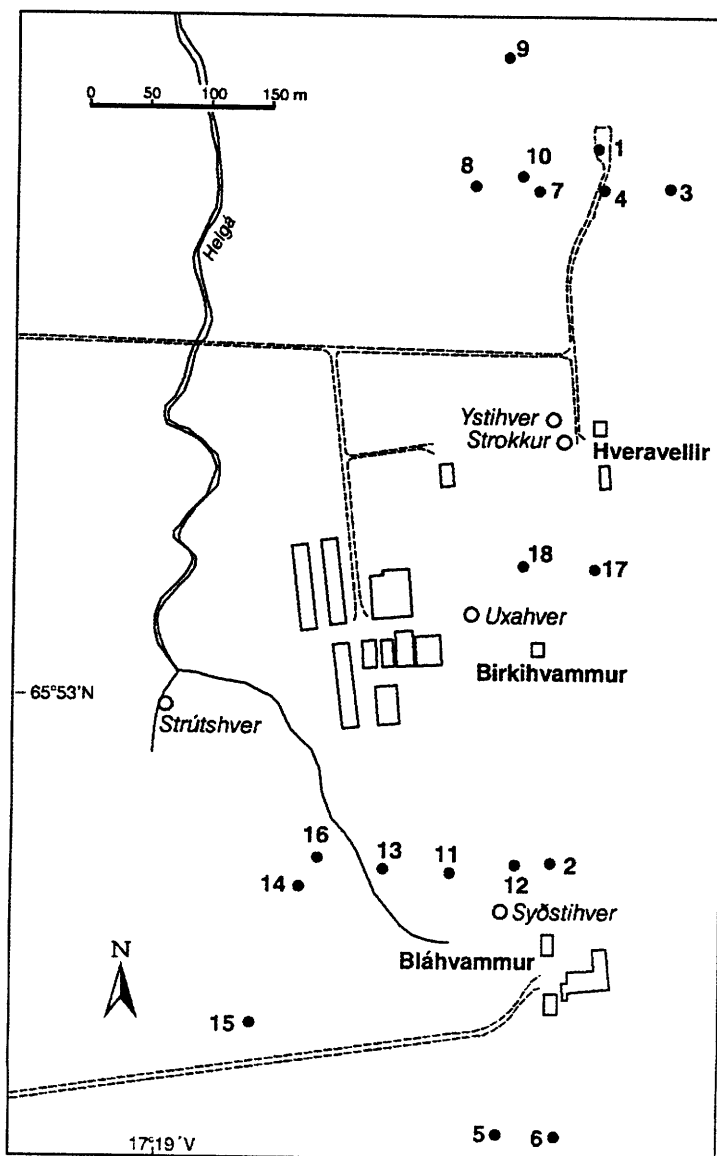 9
0 50 100 150 m
1
8 10 7 4 3
Helgá
Ystihver
Strokkur
Hveravellir
18 17
Uxahver
Birkihvammur
65°53'N
Strútshver
16 13 11 12 2
14
Syðstihver
N
Bláhvammur
15
17°19´V
5 6